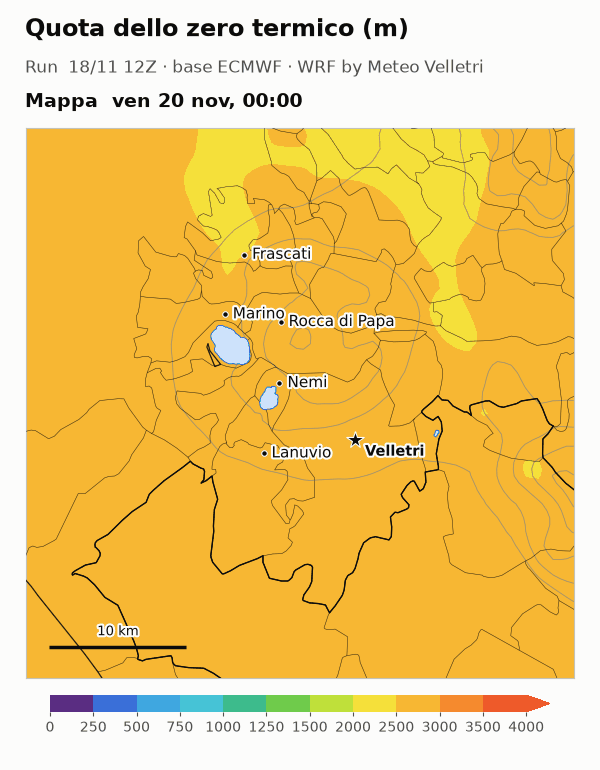 Quota dello zero termico (m)
Run 18/11 12Z · base ECMWF · WRF by Meteo Velletri
Mappa ven 20 nov, 00:00
Frascati
Marino
Rocca di Papa
Nemi
Velletri
Lanuvio
10 km
0 250 500 750 1000 1250 1500 2000 2500 3000 3500 4000